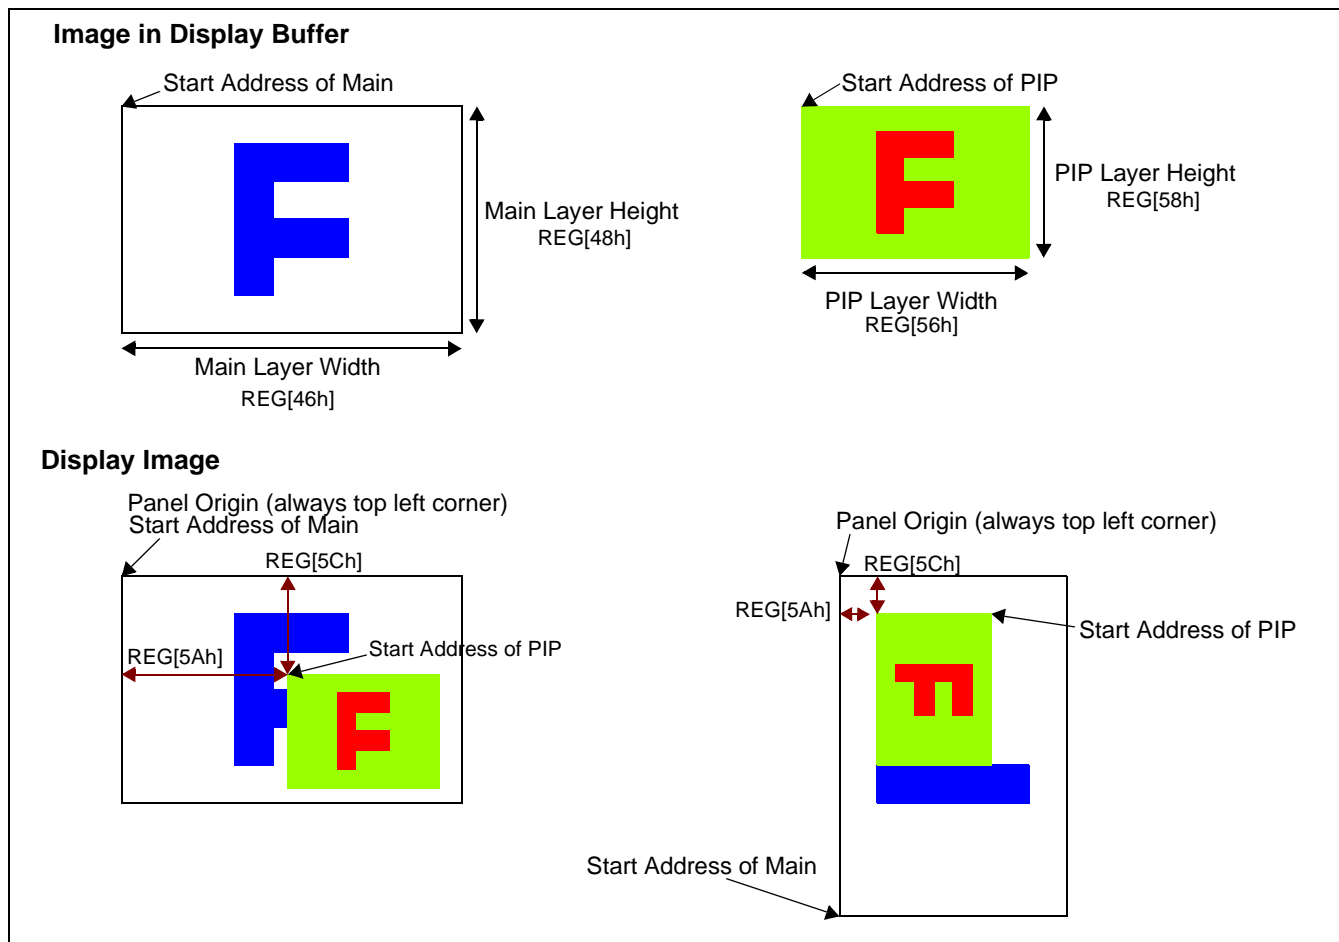 Image in Display Buffer
Start Address of Main
Main Layer Height
REG[48h]
Main Layer Width
REG[46h]
Start Address of PIP
PIP Layer Height
REG[58h]
PIP Layer Width
REG[56h]
Display Image
Panel Origin (always top left corner)
Start Address of Main
REG[5Ch]
REG[5Ah]
Start Address of PIP
Panel Origin (always top left corner)
REG[5Ch]
REG[5Ah]
Start Address of PIP
Start Address of Main